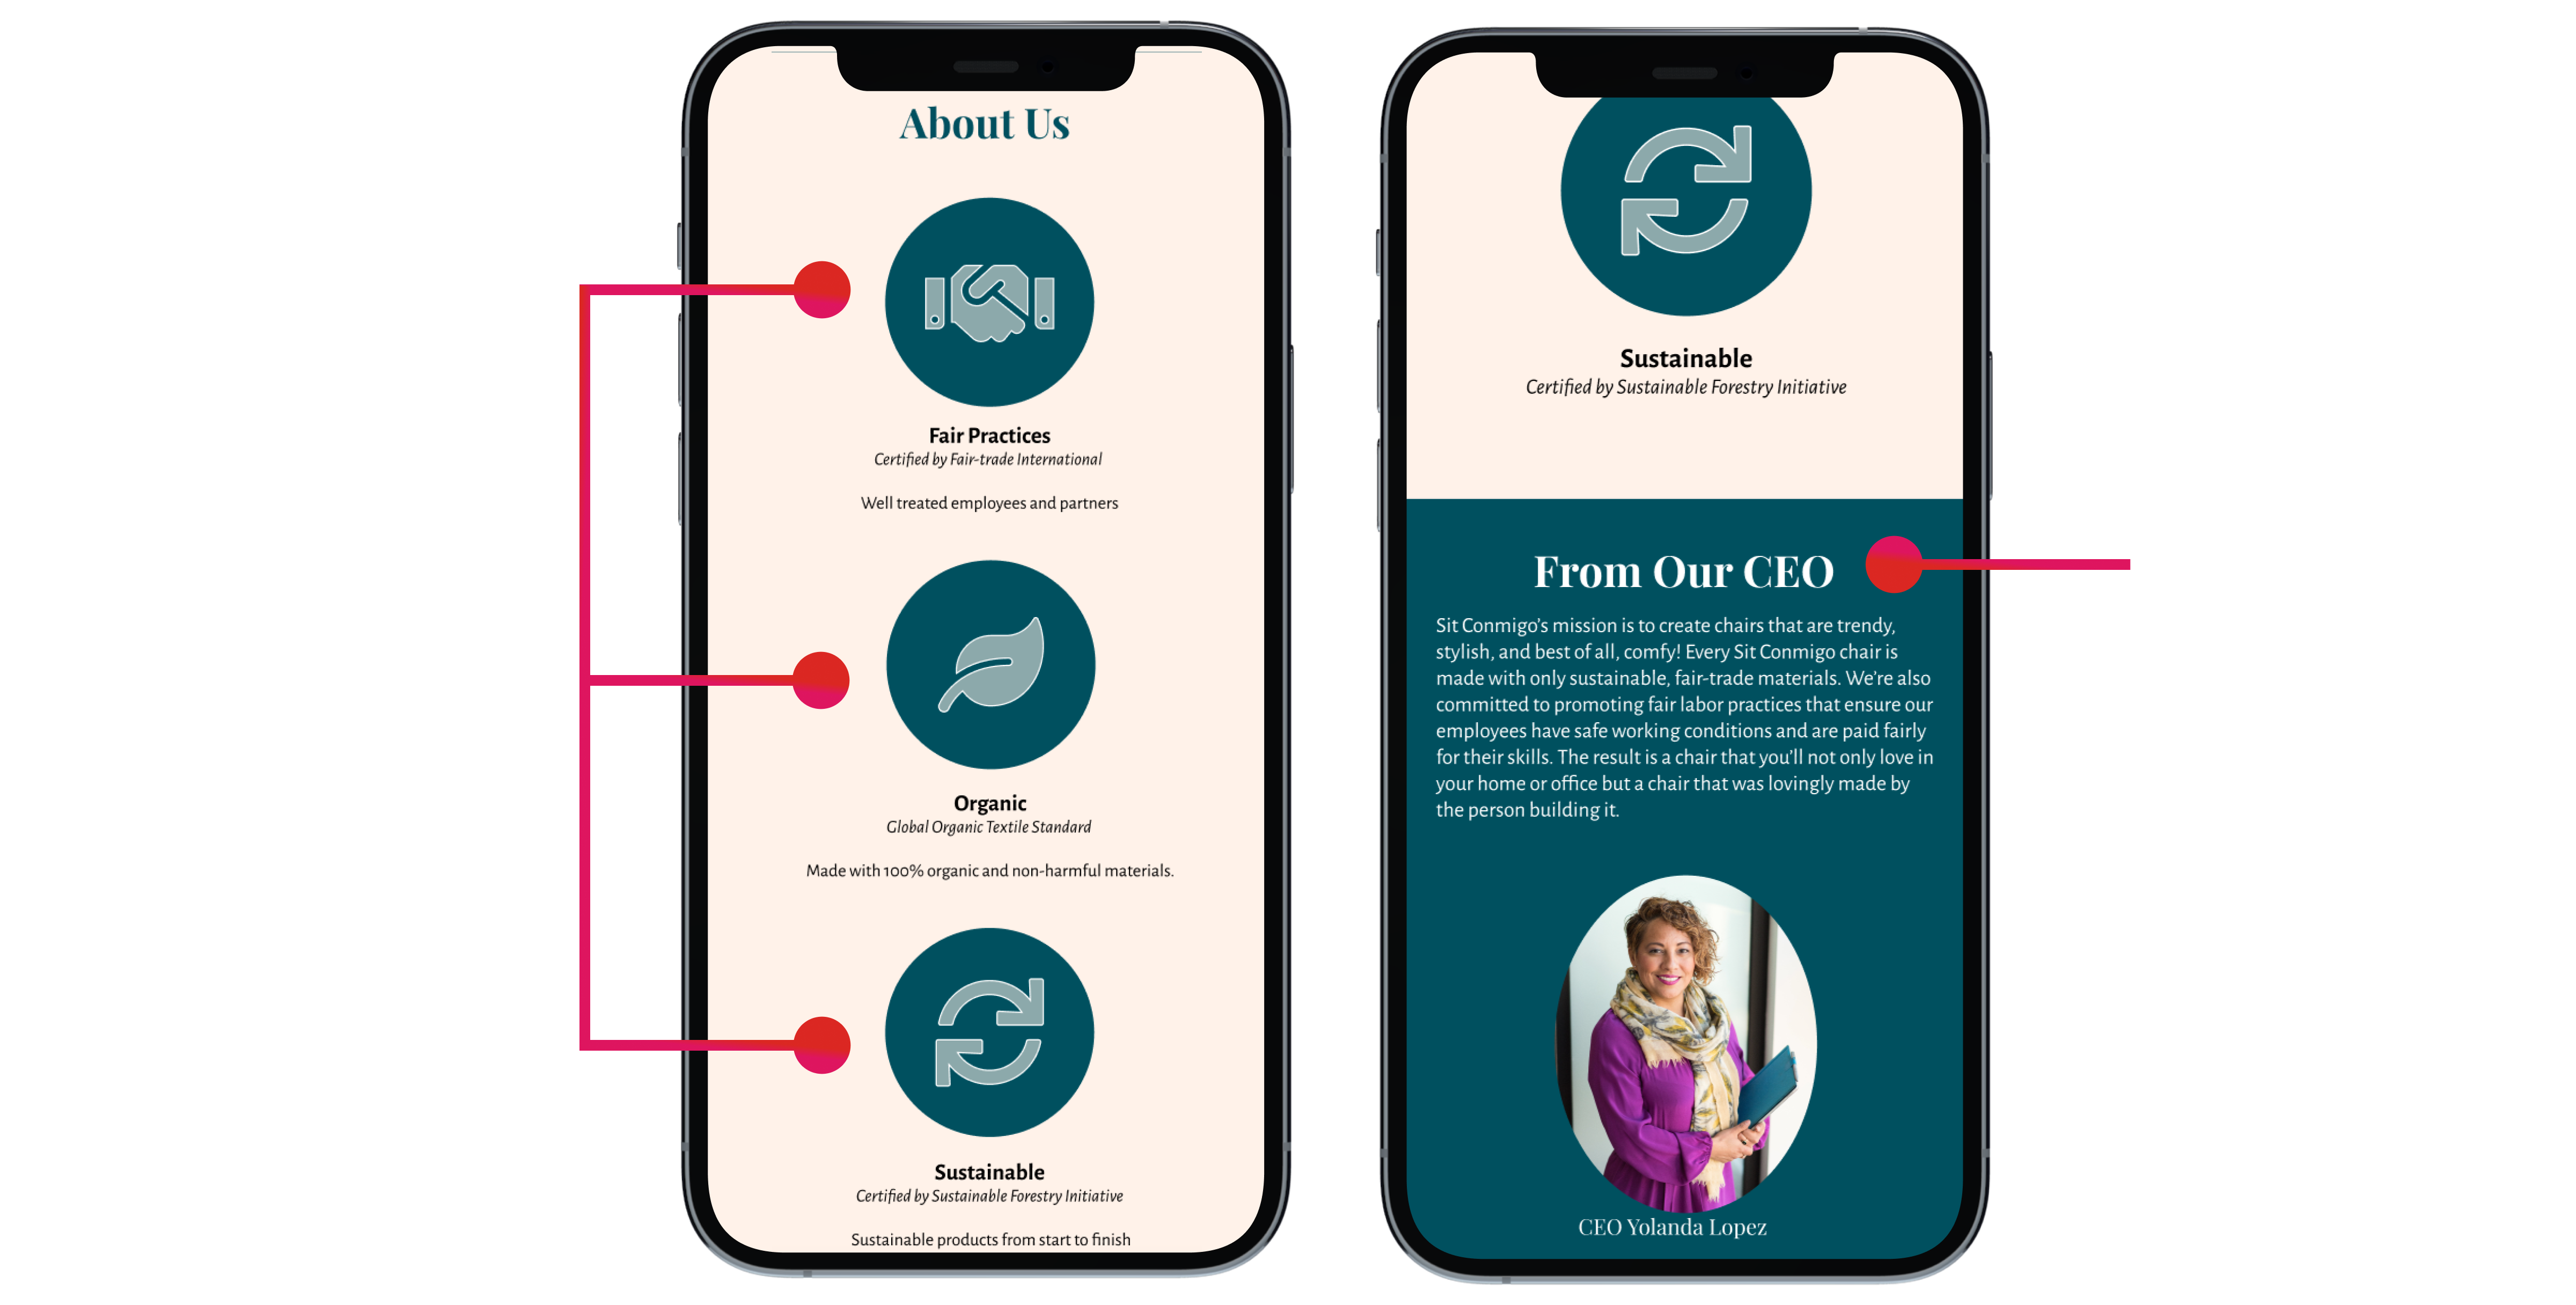 About Us
Fair Practices
Certified by Fair-trade International
Well treated employees and partners
Organic
Global Organic Textile Standard
Made with 100% organic and non-harmful materials.
Sustainable
Certified by Sustainable Forestry Initiative
Sustainable products from start to finish
Sustainable
Certified by Sustainable Forestry Initiative
From Our CEO
Sit Conmigo's mission is to create chairs that are trendy,
stylish, and best of all, comfy! Every Sit Conmigo chair is
made with only sustainable, fair-trade materials. We're also
committed to promoting fair labor practices that ensure our
employees have safe working conditions and are paid fairly
for their skills. The result is a chair that you'll not only love in
your home or office but a chair that was lovingly made by
the person building it.
CEO Yolanda Lopez